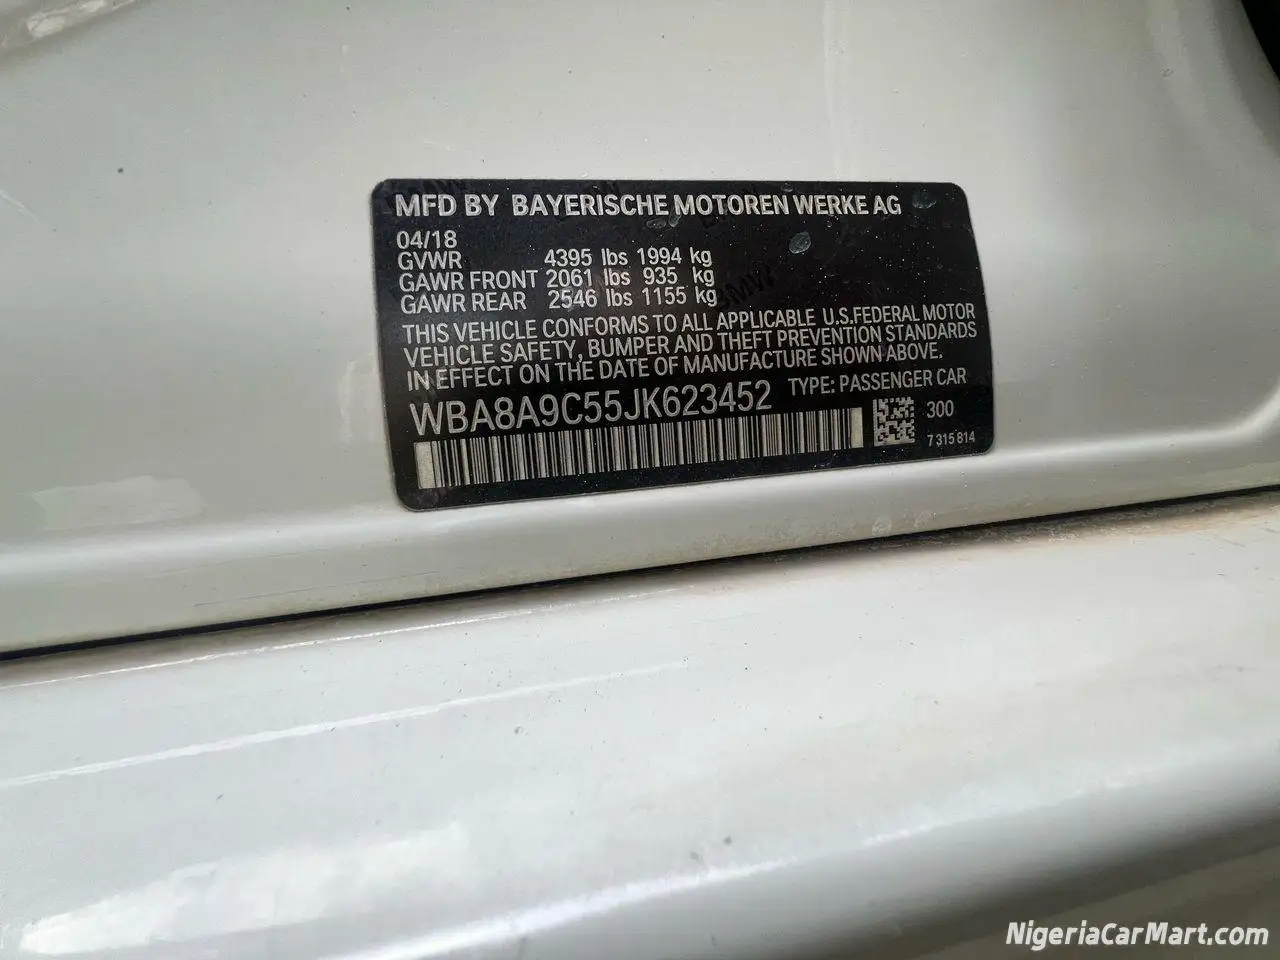 MFD BY BAYERISCHE MOTOREN WERKE AG
04/18
GVWR 4395 lbs 1994 kg
GAWR FRONT 2061 lbs 935 kg
GAWR REAR 2546 lbs 1155 kg
THIS VEHICLE CONFORMS TO ALL APPLICABLE U.S.FEDERAL MOTOR
VEHICLE SAFETY, BUMPER AND THEFT PREVENTION STANDARDS
IN EFFECT ON THE DATE OF MANUFACTURE SHOWN ABOVE.
WBA8A9C55JK623452 TYPE: PASSENGER CAR
300
7 315 814
NigeriaCarMart.com